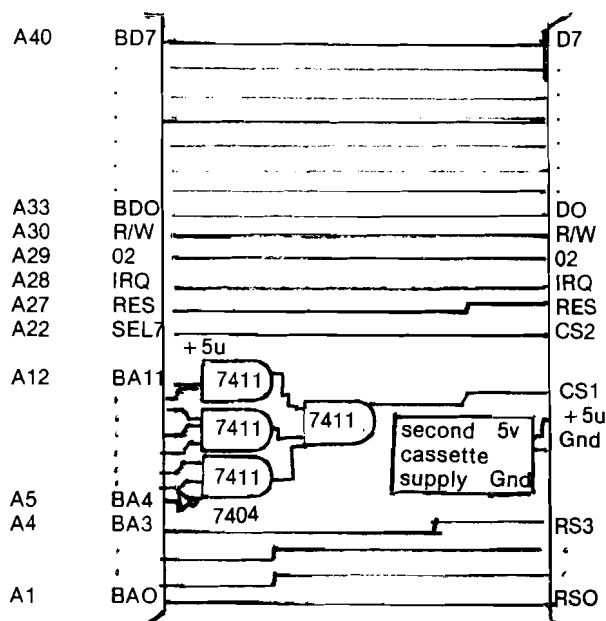 A40 BD7 D7
A33 BDO DO
A30 R/W R/W
A29 02 02
A28 IRQ IRQ
A27 RES RES
A22 SEL7 CS2
+5u
A12 BA11 7411 CS1
7411 7411 second 5v +5u
cassette Gnd
7411 supply Gnd
A5 BA4
7404
A4 BA3 RS3
A1 BAO RSO